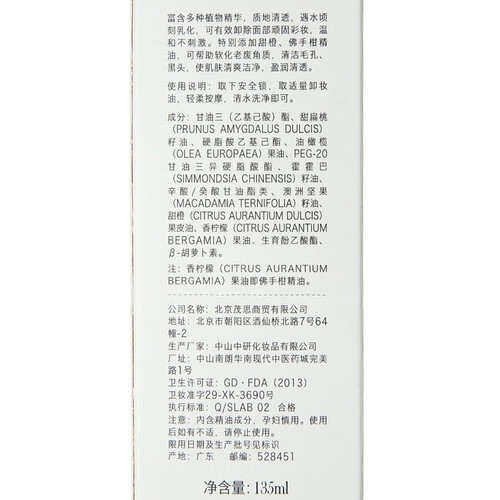 富含多种植物精华，质地清透，遇水顷
刻乳化，可有效卸除面部顽固彩妆，温
和不刺激。特别添加甜橙、佛手柑精
油，可帮助软化老废角质，清洁毛孔、
黑头，使肌肤清爽洁净，盈润清透。
使用说明：取下安全锁，取适量卸妆
油，轻柔按摩，清水洗净即可。
成分：甘油三（乙基己酸）酯、甜扁桃
(PRUNUS AMYGDALUS DULCIS)
籽油、硬脂酸乙基己酯、油橄榄
(OLEA EUROPAEA) 果油、PEG-20
甘油三异硬脂酸酯、霍霍巴
(SIMMONDSIA CHINENSIS) 籽油、
辛酸/癸酸甘油酯类、澳洲坚果
(MACADAMIA TERNIFOLIA) 籽油、
甜橙 (CITRUS AURANTIUM DULCIS)
果皮油、香柠檬 (CITRUS AURANTIUM
BERGAMIA) 果油、生育酚乙酸酯、
β-胡萝卜素。
注：香柠檬 (CITRUS AURANTIUM
BERGAMIA) 果油即佛手柑精油。
公司名称：北京茂思商贸有限公司
地址：北京市朝阳区酒仙桥北路7号64
幢-2
生产厂家：中山中研化妆品有限公司
厂址：中山南朗华南现代中医药城完美
路1号
卫生许可证：GD·FDA (2013)
卫妆准字29-XK-3690号
执行标准：Q/SLAB 02 合格
注意：内含精油成分，孕妇慎用。使用
后如有不适，请停止使用。
限用日期及生产批号见标识
产地：广东 邮编：528451
净含量：135ml